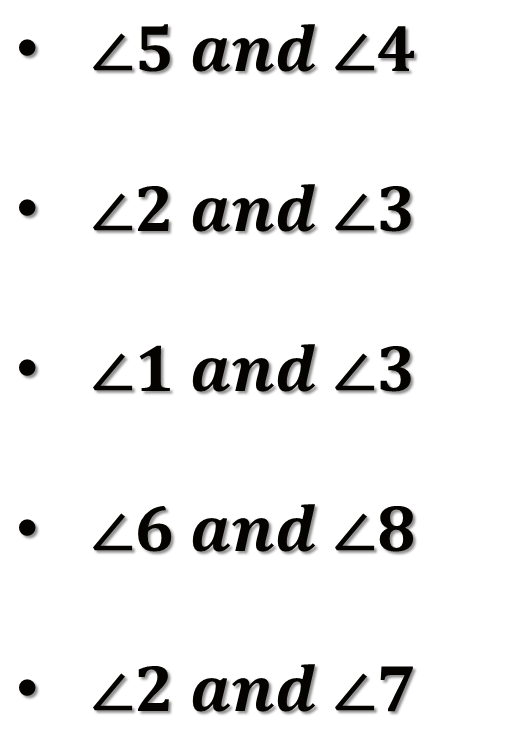 • ∠5 and ∠4
• ∠2 and ∠3
• ∠1 and ∠3
• ∠6 and ∠8
• ∠2 and ∠7